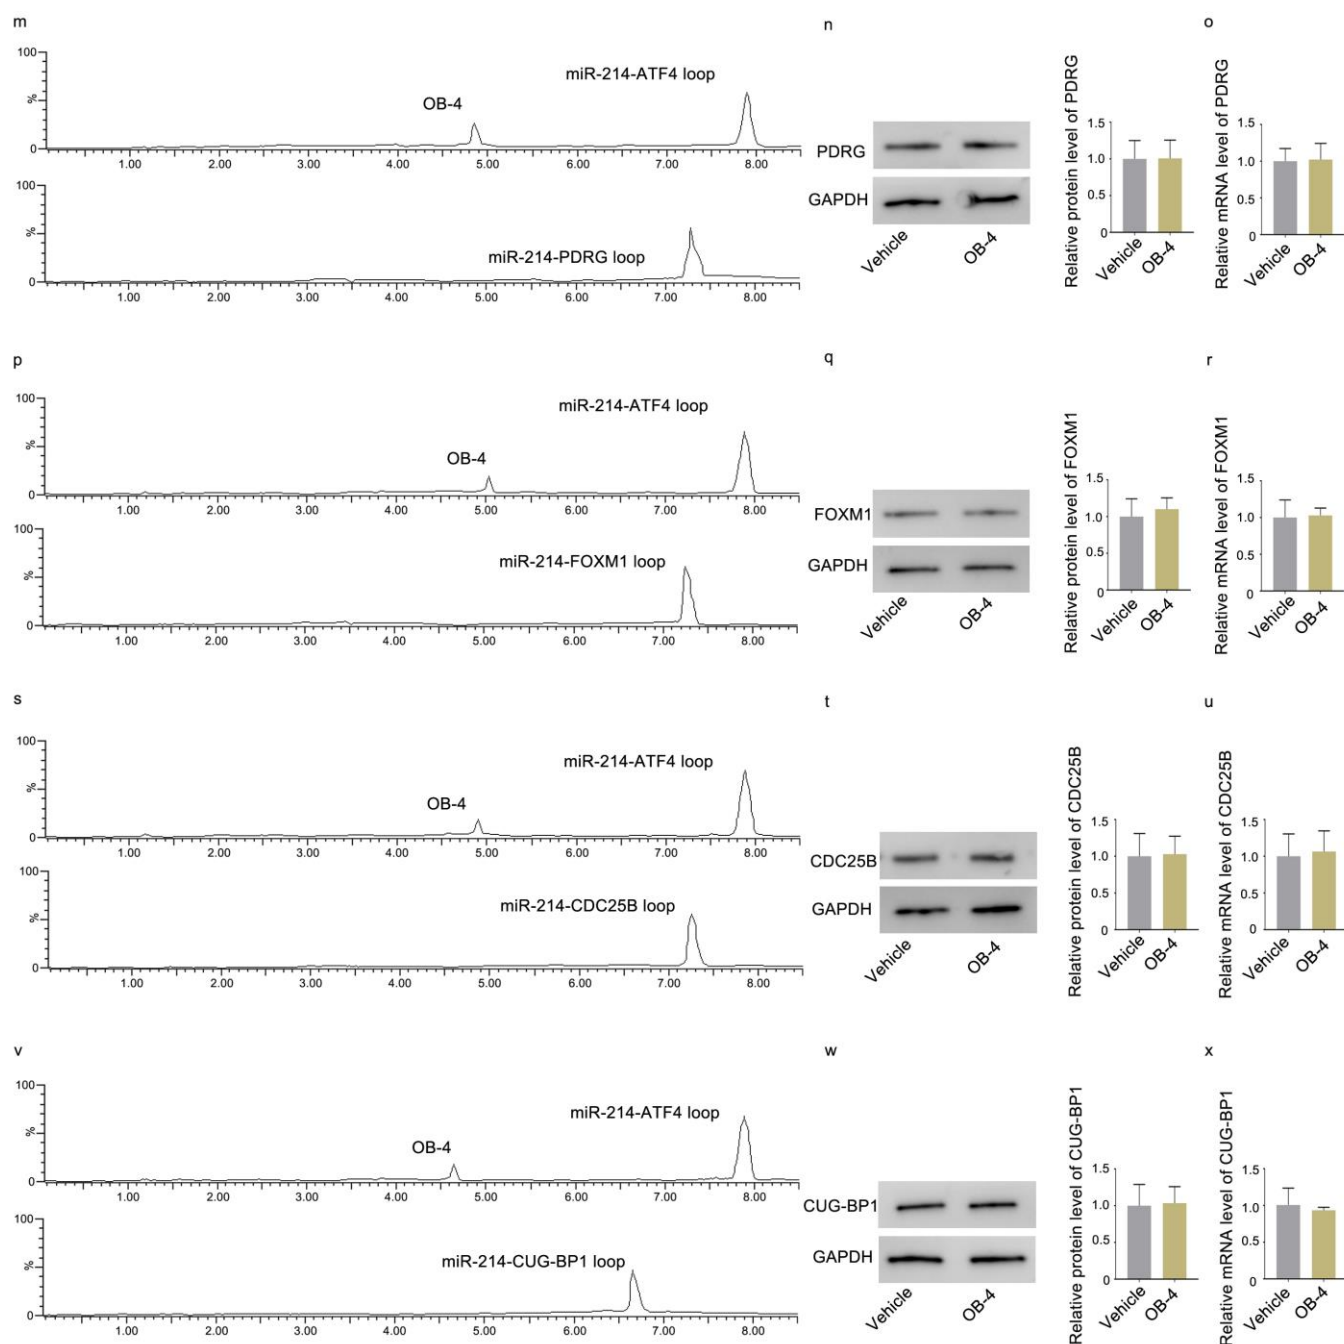 m
n
o
100
%
0
OB-4
miR-214-ATF4 loop
1.00 2.00 3.00 4.00 5.00 6.00 7.00 8.00
100
%
0
miR-214-PDRG loop
1.00 2.00 3.00 4.00 5.00 6.00 7.00 8.00
PDRG
GAPDH
Vehicle OB-4
Relative protein level of PDRG
1.5
1.0
0.5
0
Vehicle OB-4
Relative mRNA level of PDRG
1.5
1.0
0.5
0
Vehicle OB-4
p
q
r
100
%
0
OB-4
miR-214-ATF4 loop
1.00 2.00 3.00 4.00 5.00 6.00 7.00 8.00
100
%
0
miR-214-FOXM1 loop
1.00 2.00 3.00 4.00 5.00 6.00 7.00 8.00
FOXM1
GAPDH
Vehicle OB-4
Relative protein level of FOXM1
1.5
1.0
0.5
0
Vehicle OB-4
Relative mRNA level of FOXM1
1.5
1.0
0.5
0
Vehicle OB-4
s
t
u
100
%
0
OB-4
miR-214-ATF4 loop
1.00 2.00 3.00 4.00 5.00 6.00 7.00 8.00
100
%
0
miR-214-CDC25B loop
1.00 2.00 3.00 4.00 5.00 6.00 7.00 8.00
CDC25B
GAPDH
Vehicle OB-4
Relative protein level of CDC25B
1.5
1.0
0.5
0
Vehicle OB-4
Relative mRNA level of CDC25B
1.5
1.0
0.5
0
Vehicle OB-4
v
w
x
100
%
0
OB-4
miR-214-ATF4 loop
1.00 2.00 3.00 4.00 5.00 6.00 7.00 8.00
100
%
0
miR-214-CUG-BP1 loop
1.00 2.00 3.00 4.00 5.00 6.00 7.00 8.00
CUG-BP1
GAPDH
Vehicle OB-4
Relative protein level of CUG-BP1
1.5
1.0
0.5
0
Vehicle OB-4
Relative mRNA level of CUG-BP1
1.5
1.0
0.5
0
Vehicle OB-4